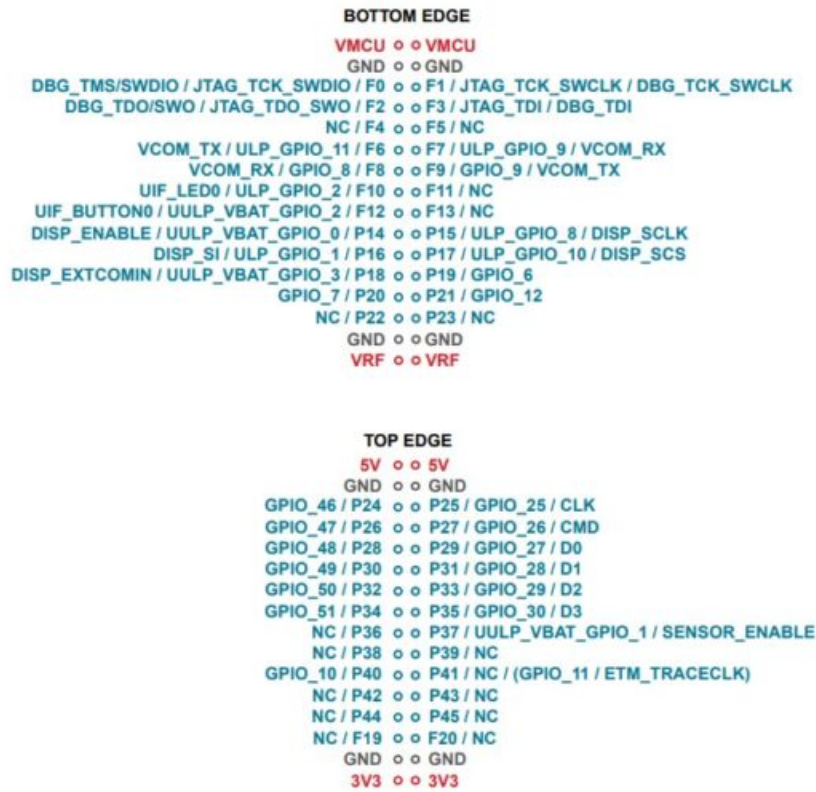 BOTTOM EDGE
VMCU VMCU
GND GND
DBG_TMS/SWDIO / JTAG_TCK_SWDIO / F0 F1 / JTAG_TCK_SWCLK / DBG_TCK_SWCLK
DBG_TDO/SWO / JTAG_TDO_SWO / F2 F3 / JTAG_TDI / DBG_TDI
NC / F4 F5 / NC
VCOM_TX / ULP_GPIO_11 / F6 F7 / ULP_GPIO_9 / VCOM_RX
VCOM_RX / GPIO_8 / F8 F9 / GPIO_9 / VCOM_TX
UIF_LED0 / ULP_GPIO_2 / F10 F11 / NC
UIF_BUTTON0 / UULP_VBAT_GPIO_2 / F12 F13 / NC
DISP_ENABLE / UULP_VBAT_GPIO_0 / P14 P15 / ULP_GPIO_8 / DISP_SCLK
DISP_SI / ULP_GPIO_1 / P16 P17 / ULP_GPIO_10 / DISP_SCS
DISP_EXTCOMIN / UULP_VBAT_GPIO_3 / P18 P19 / GPIO_6
GPIO_7 / P20 P21 / GPIO_12
NC / P22 P23 / NC
GND GND
VRF VRF
TOP EDGE
5V 5V
GND GND
GPIO_46 / P24 P25 / GPIO_25 / CLK
GPIO_47 / P26 P27 / GPIO_26 / CMD
GPIO_48 / P28 P29 / GPIO_27 / D0
GPIO_49 / P30 P31 / GPIO_28 / D1
GPIO_50 / P32 P33 / GPIO_29 / D2
GPIO_51 / P34 P35 / GPIO_30 / D3
NC / P36 P37 / UULP_VBAT_GPIO_1 / SENSOR_ENABLE
NC / P38 P39 / NC
GPIO_10 / P40 P41 / NC / (GPIO_11 / ETM_TRACECLK)
NC / P42 P43 / NC
NC / P44 P45 / NC
NC / F19 F20 / NC
GND GND
3V3 3V3